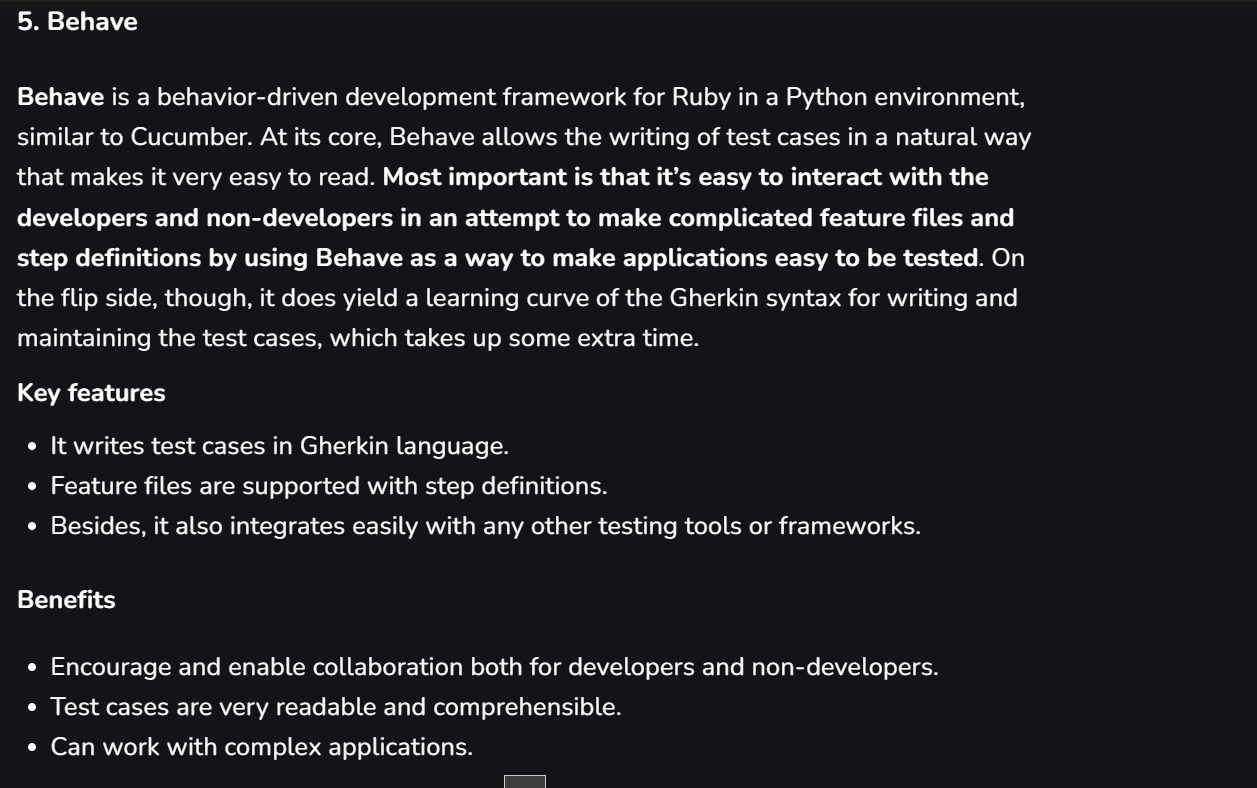 5. Behave
Behave is a behavior-driven development framework for Ruby in a Python environment,
similar to Cucumber. At its core, Behave allows the writing of test cases in a natural way
that makes it very easy to read. Most important is that it’s easy to interact with the
developers and non-developers in an attempt to make complicated feature files and
step definitions by using Behave as a way to make applications easy to be tested. On
the flip side, though, it does yield a learning curve of the Gherkin syntax for writing and
maintaining the test cases, which takes up some extra time.
Key features
• It writes test cases in Gherkin language.
• Feature files are supported with step definitions.
• Besides, it also integrates easily with any other testing tools or frameworks.
Benefits
• Encourage and enable collaboration both for developers and non-developers.
• Test cases are very readable and comprehensible.
• Can work with complex applications.